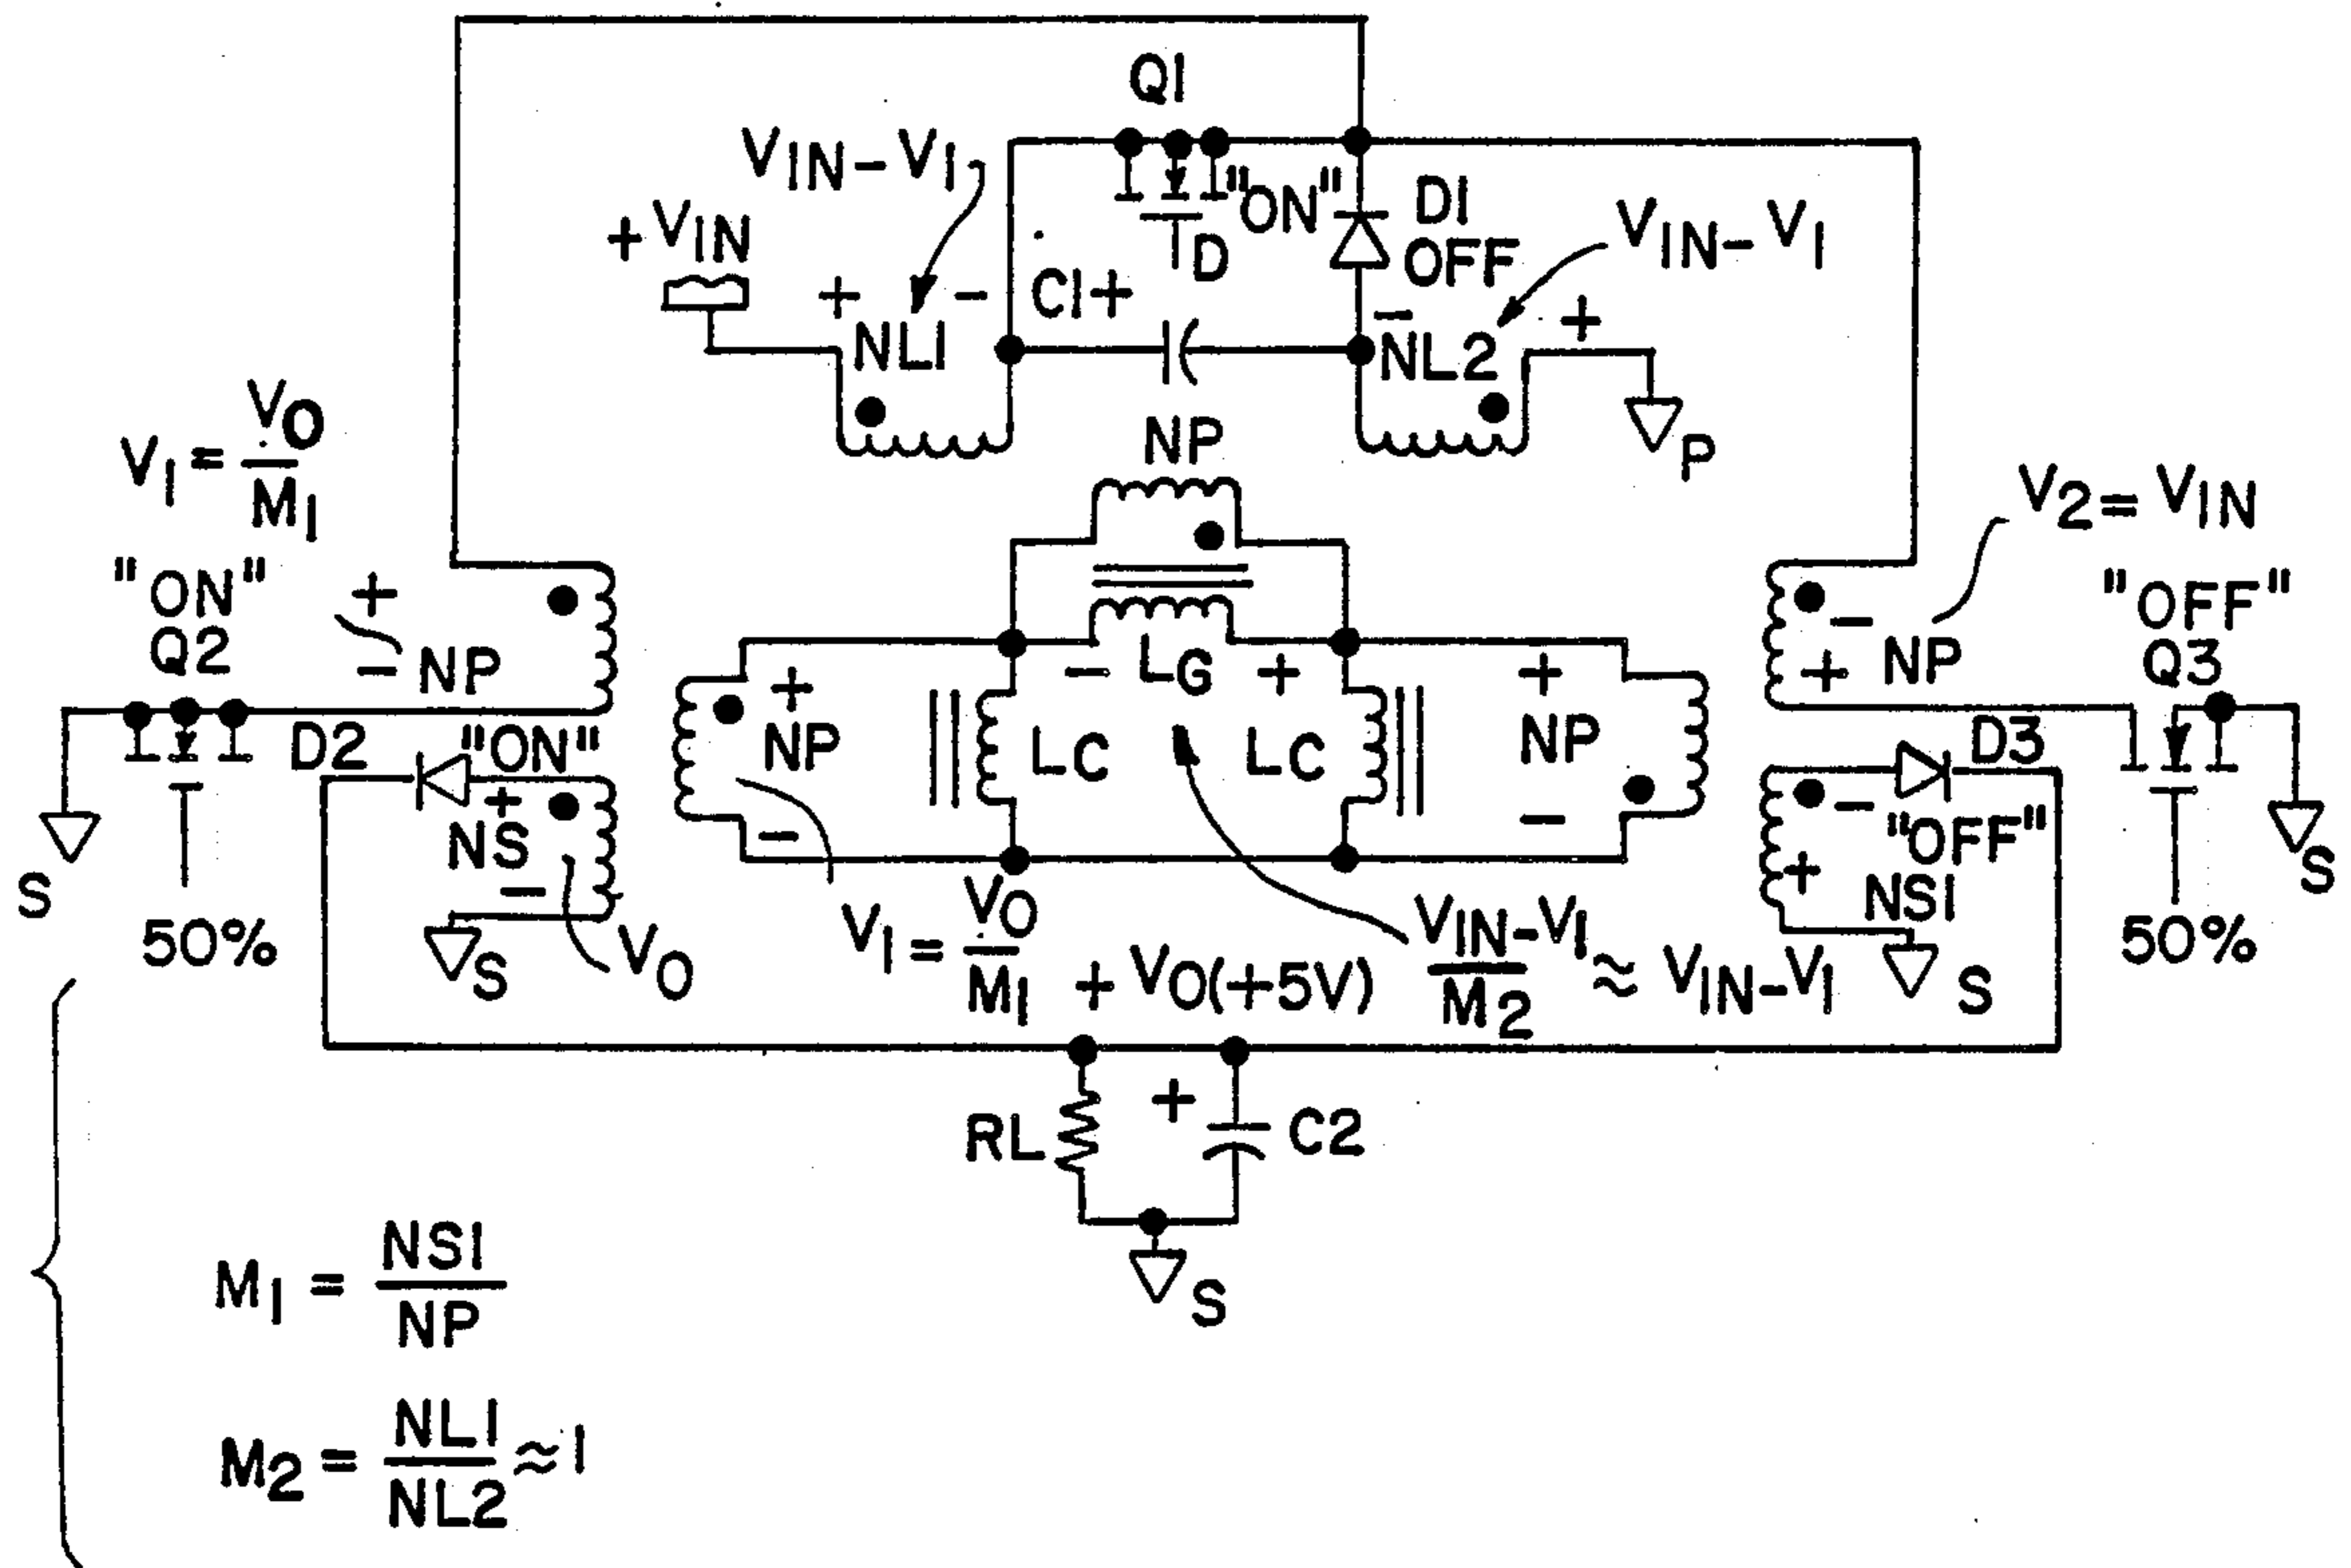 Q1
VIN-V1
"ON"
D1
OFF
VIN-V1
+VIN
D
+
-
C1+
-
+
NL1
NL2
P
NP
V1=VO/M1
V2=VIN
"ON"
Q2
+
-NP
-
+NP
"OFF"
Q3
-LG+
+
NP
-
LC
LC
+
NP
-
D2
"ON"
+
NS
-
D3
-
"OFF"
+
NS1
S
50%
S
VO
V1=VO/M1
+VO(+5V)
VIN-V1/M2≈VIN-V1
S
50%
S
RL
+
C2
S
M1=NS1/NP
M2=NL1/NL2≈1